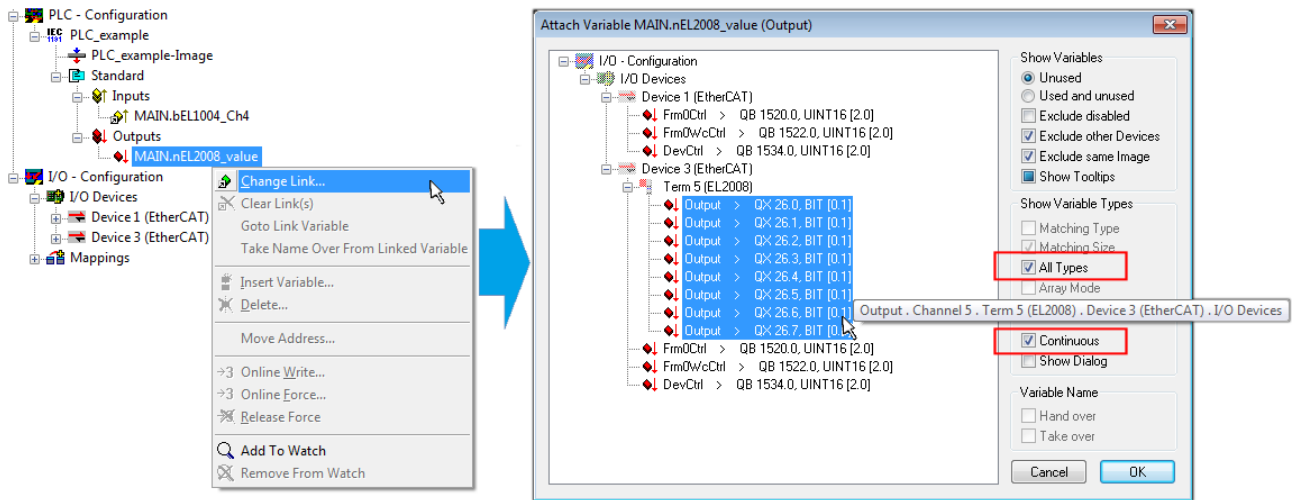 PLC - Configuration
IEC 1131 PLC_example
PLC_example-Image
Standard
Inputs
MAIN.bEL1004_Ch4
Outputs
MAIN.nEL2008_value
I/O - Configuration
I/O Devices
Device 1 (EtherCAT)
Device 3 (EtherCAT)
Mappings
Change Link...
Clear Link(s)
Goto Link Variable
Take Name Over From Linked Variable
Insert Variable...
Delete...
Move Address...
→3 Online Write...
→3 Online Force...
Release Force
Add To Watch
Remove From Watch
Attach Variable MAIN.nEL2008_value (Output)
I/O - Configuration
I/O Devices
Device 1 (EtherCAT)
Frm0Ctrl > QB 1520.0, UINT16 [2.0]
Frm0WcCtrl > QB 1522.0, UINT16 [2.0]
DevCtrl > QB 1534.0, UINT16 [2.0]
Device 3 (EtherCAT)
Term 5 (EL2008)
Output > QX 26.0, BIT [0.1]
Output > QX 26.1, BIT [0.1]
Output > QX 26.2, BIT [0.1]
Output > QX 26.3, BIT [0.1]
Output > QX 26.4, BIT [0.1]
Output > QX 26.5, BIT [0.1]
Output > QX 26.6, BIT [0.1]
Output > QX 26.7, BIT [0.1]
Frm0Ctrl > QB 1520.0, UINT16 [2.0]
Frm0WcCtrl > QB 1522.0, UINT16 [2.0]
DevCtrl > QB 1534.0, UINT16 [2.0]
Output . Channel 5 . Term 5 (EL2008) . Device 3 (EtherCAT) . I/O Devices
Show Variables
Unused
Used and unused
Exclude disabled
Exclude other Devices
Exclude same Image
Show Tooltips
Show Variable Types
Matching Type
Matching Size
All Types
Array Mode
Continuous
Show Dialog
Variable Name
Hand over
Take over
Cancel
OK